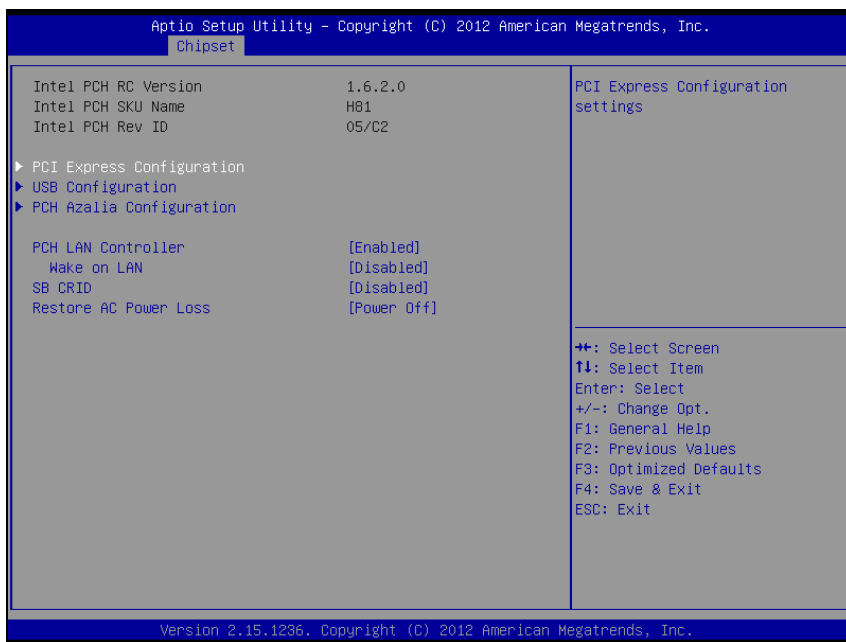 Aptio Setup Utility – Copyright (C) 2012 American Megatrends, Inc.
Chipset
Intel PCH RC Version 1.6.2.0
Intel PCH SKU Name H81
Intel PCH Rev ID 05/C2
PCI Express Configuration
USB Configuration
PCH Azalia Configuration
PCH LAN Controller [Enabled]
Wake on LAN [Disabled]
SB CRID [Disabled]
Restore AC Power Loss [Power Off]
PCI Express Configuration
settings
→←: Select Screen
↑↓: Select Item
Enter: Select
+/-: Change Opt.
F1: General Help
F2: Previous Values
F3: Optimized Defaults
F4: Save & Exit
ESC: Exit
Version 2.15.1236. Copyright (C) 2012 American Megatrends, Inc.